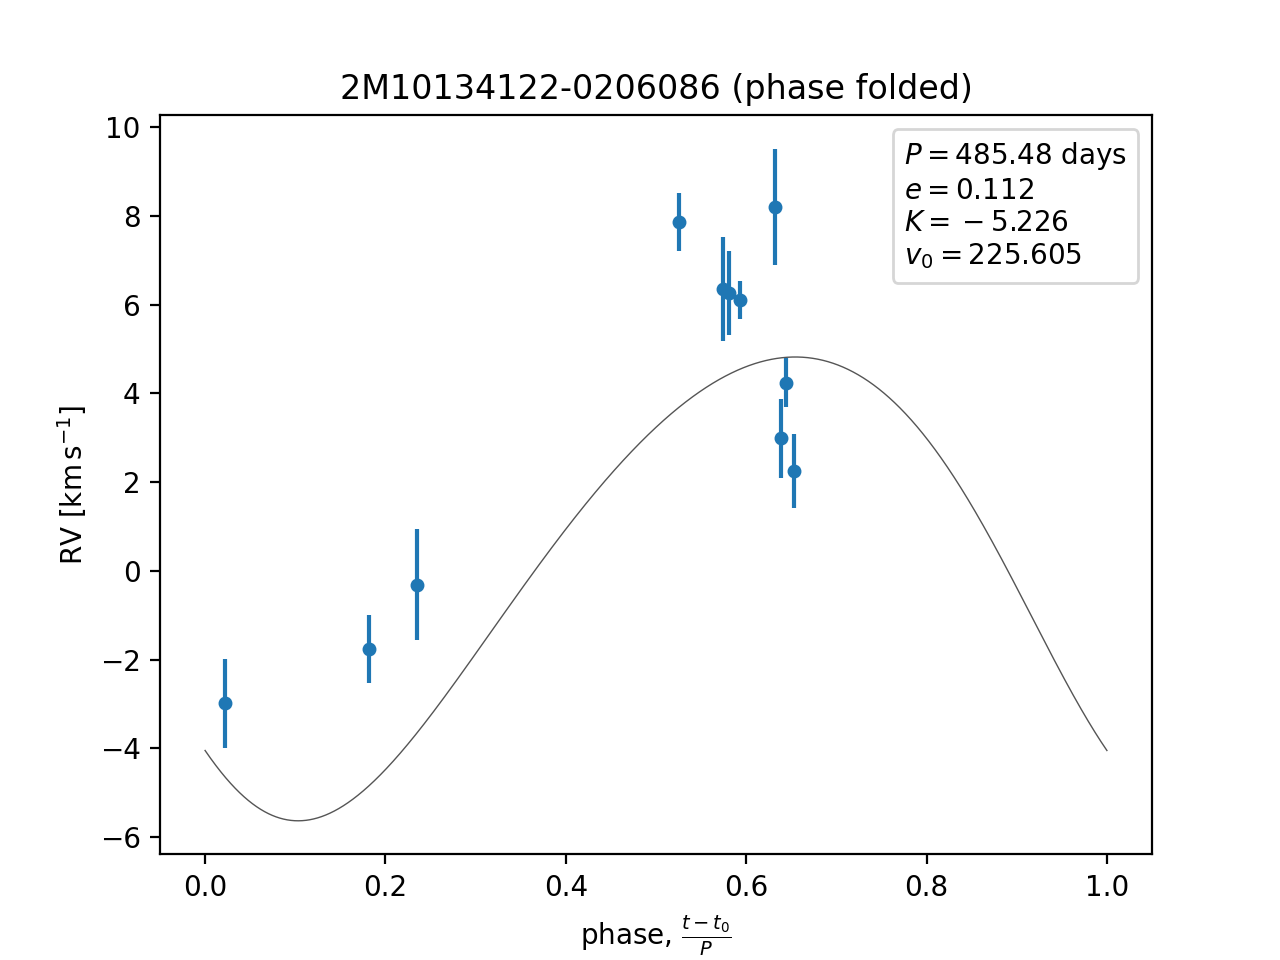 2M10134122-0206086 (phase folded)
P = 485.48 days
e = 0.112
K = −5.226
v₀ = 225.605
10
8
6
4
2
0
−2
−4
−6
RV [km s⁻¹]
0.0 0.2 0.4 0.6 0.8 1.0
phase, (t − t₀)/P